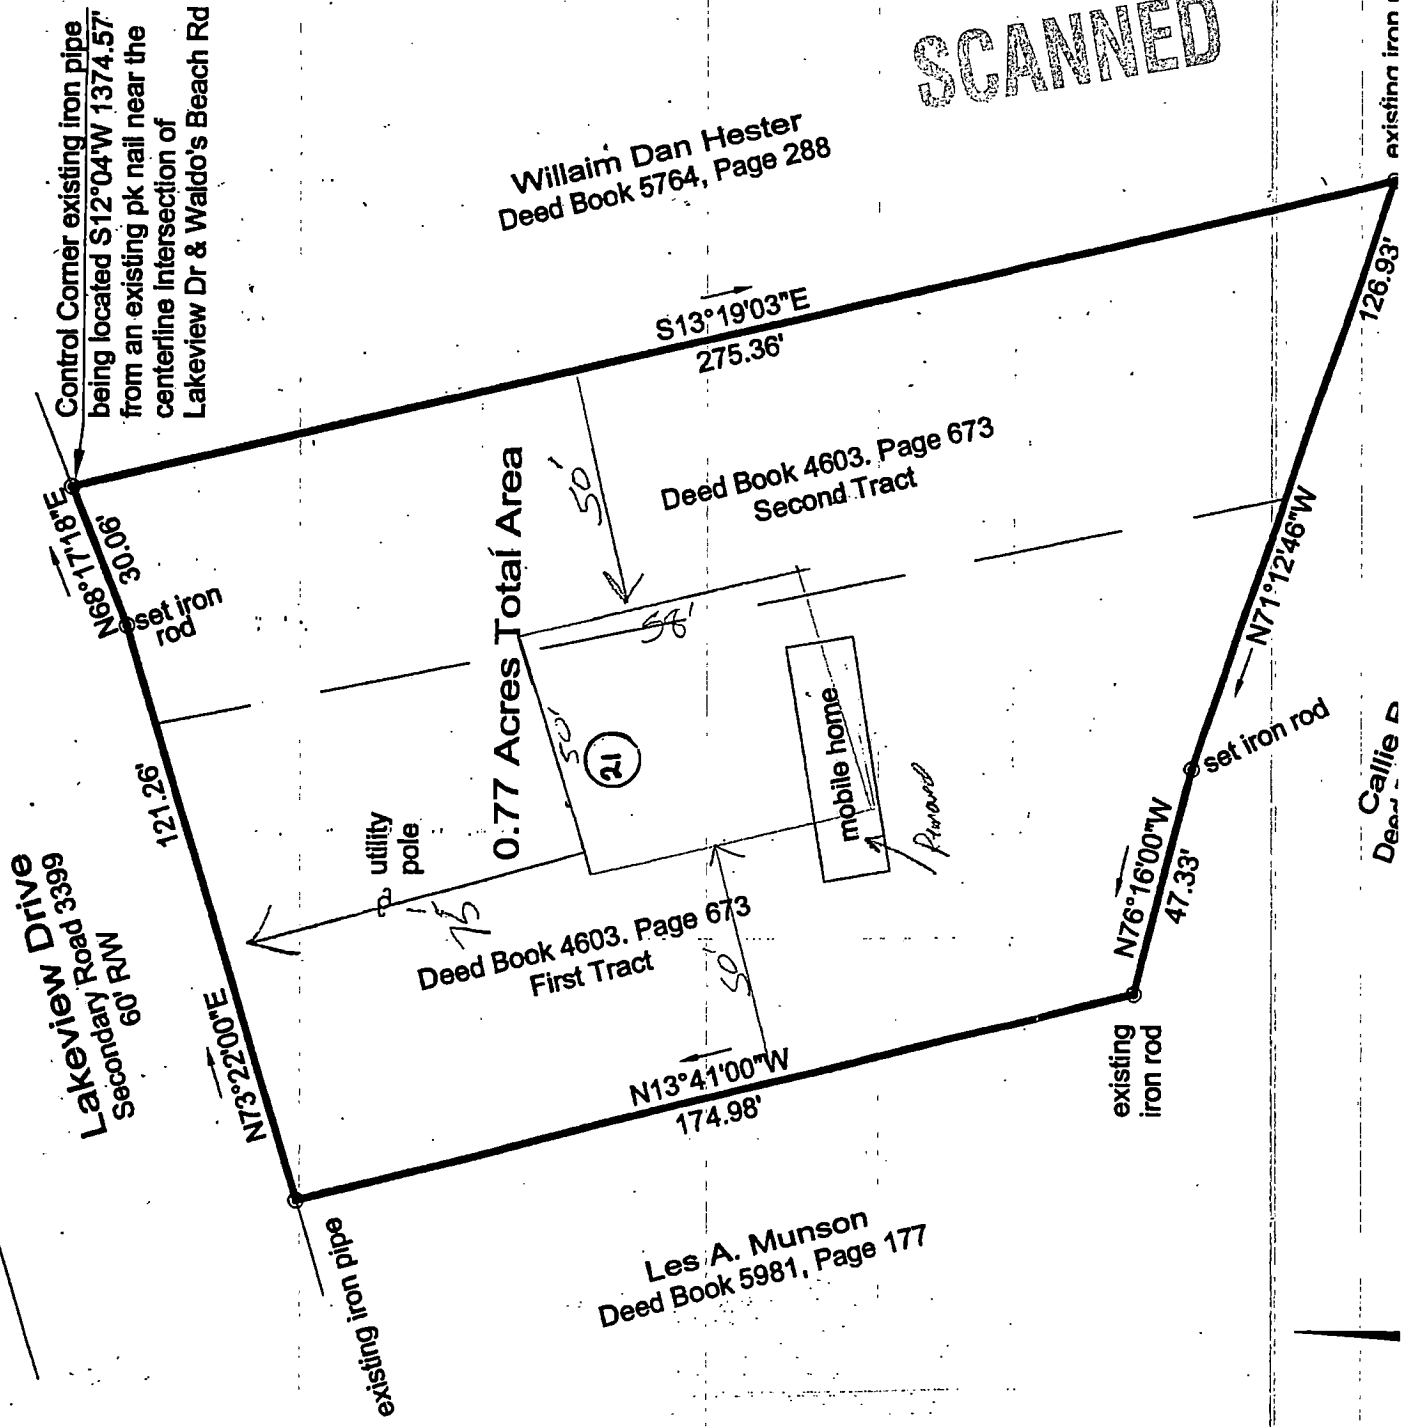 Control Corner existing iron pipe
being located S12°04'W 1374.57'
from an existing pk nail near the
centerline intersection of
Lakeview Dr & Waldo's Beach Rd
SCANNED
Willaim Dan Hester
Deed Book 5764, Page 288
existing iron
N68°17'18"E
30.06'
set iron
rod
S13°19'03"E
275.36'
126.93'
50'
Deed Book 4603. Page 673
Second Tract
0.77 Acres Total Area
58'
50'
21
121.26'
utility
pole
mobile home
N71°12'46"W
set iron rod
Lakeview Drive
Secondary Road 3399
60' R/W
75'
Deed Book 4603. Page 673
First Tract
50'
N76°16'00"W
47.33'
Callie
N73°22'00"E
N13°41'00"W
174.98'
existing
iron rod
existing iron pipe
Les A. Munson
Deed Book 5981, Page 177